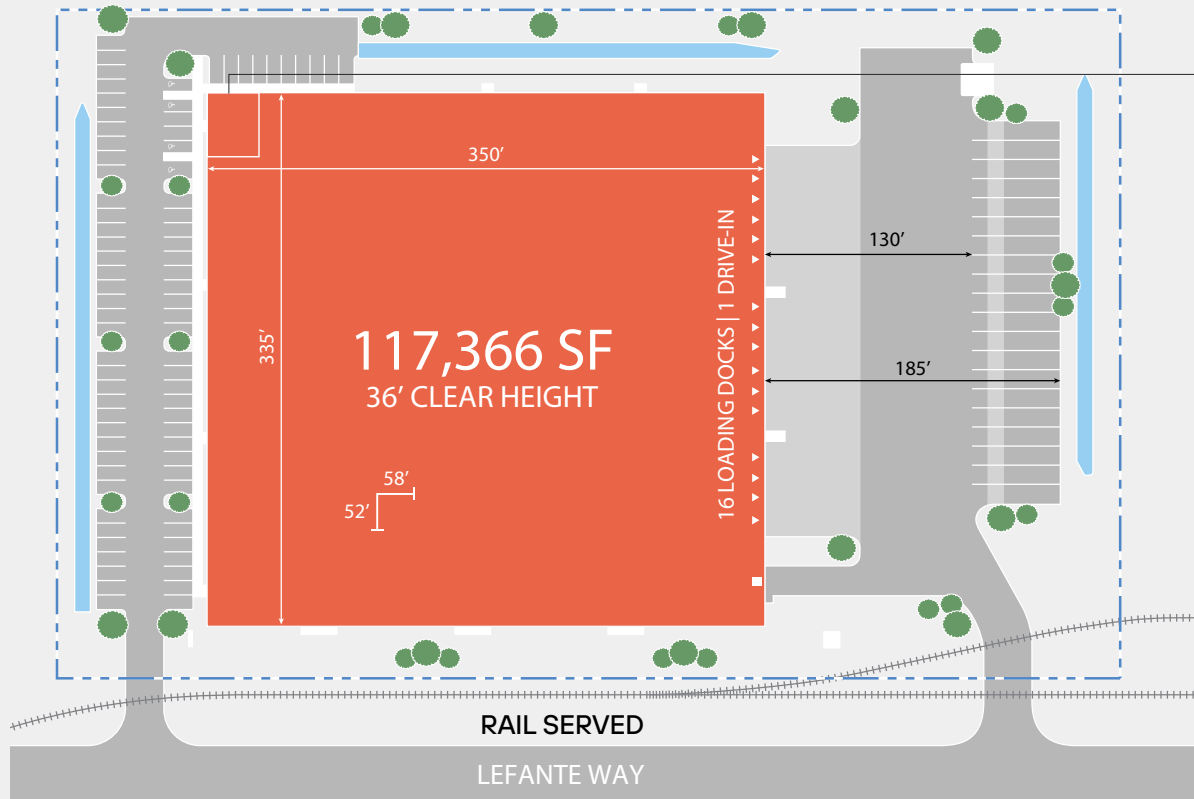 350’
130’
16 LOADING DOCKS | 1 DRIVE-IN
335’
117,366 SF
36’ CLEAR HEIGHT
185’
58’
52’
RAIL SERVED
LEFANTE WAY